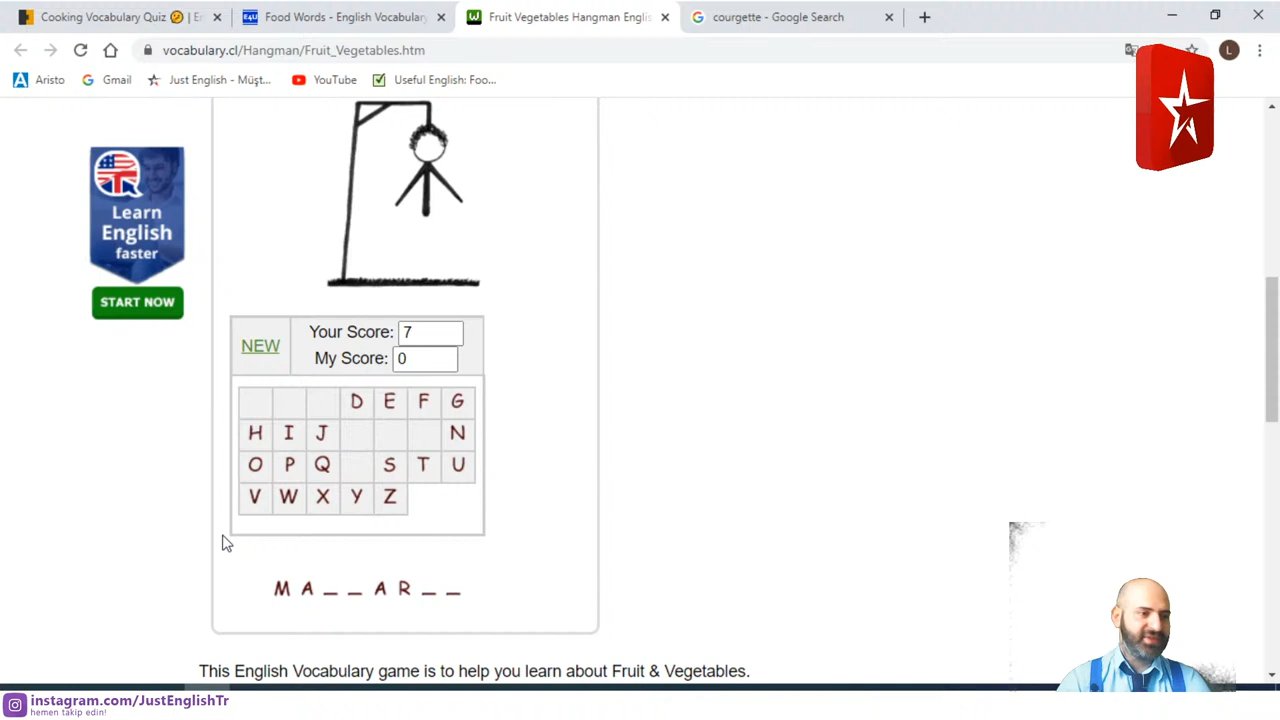 Cooking Vocabulary Quiz 🤔 | E
Food Words - English Vocabulary
Fruit Vegetables Hangman Englis
courgette - Google Search
vocabulary.cl/Hangman/Fruit_Vegetables.htm
L
Aristo
Gmail
Just English - Müşt...
YouTube
Useful English: Foo...
Learn
English
faster
START NOW
NEW
Your Score: 7
My Score: 0
D E F G
H I J N
O P Q S T U
V W X Y Z
M A _ _ A R _ _
This English Vocabulary game is to help you learn about Fruit & Vegetables.
instagram.com/JustEnglishTr
hemen takip edin!